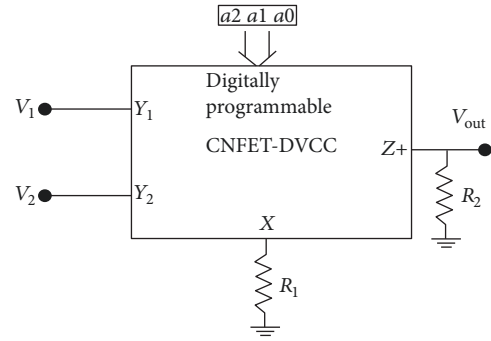 a2 a1 a0
Digitally
programmable
CNFET-DVCC
V1
Y1
Vout
Z+
V2
Y2
R2
X
R1